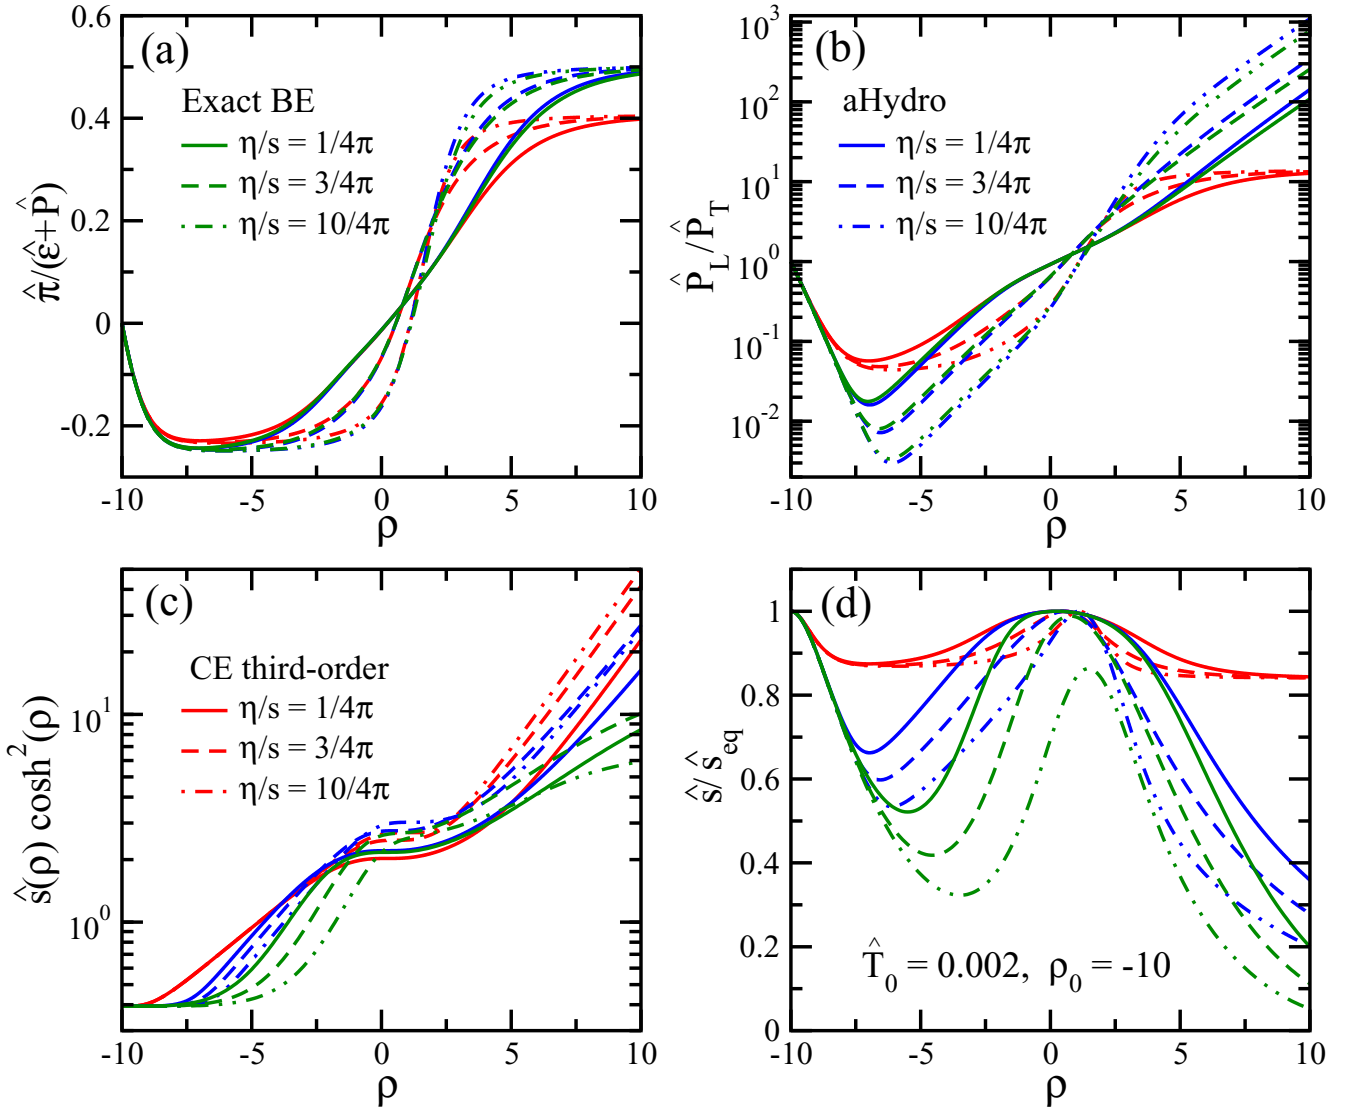 (a)
Exact BE
η/s = 1/4π
η/s = 3/4π
η/s = 10/4π
π̂/(ε̂+P̂)
0.6
0.4
0.2
0
-0.2
-10 -5 0 5 10
ρ
(b)
aHydro
η/s = 1/4π
η/s = 3/4π
η/s = 10/4π
P̂_L/P̂_T
10³
10²
10¹
10⁰
10⁻¹
10⁻²
-10 -5 0 5 10
ρ
(c)
CE third-order
η/s = 1/4π
η/s = 3/4π
η/s = 10/4π
ŝ(ρ) cosh²(ρ)
10¹
10⁰
-10 -5 0 5 10
ρ
(d)
ŝ/ŝ_eq
1
0.8
0.6
0.4
0.2
0
T̂₀ = 0.002, ρ₀ = -10
-10 -5 0 5 10
ρ